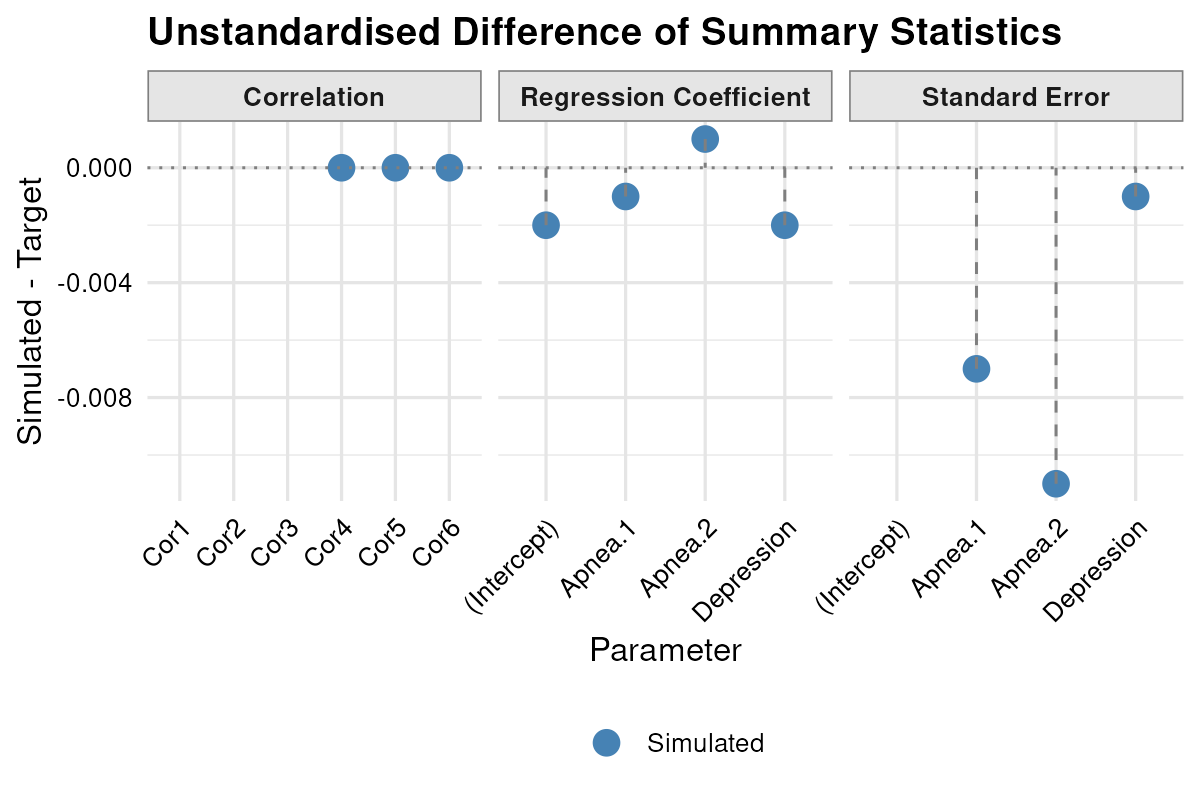 Unstandardised Difference of Summary Statistics
Correlation
Regression Coefficient
Standard Error
Simulated - Target
0.000
-0.004
-0.008
Cor1
Cor2
Cor3
Cor4
Cor5
Cor6
(Intercept)
Apnea.1
Apnea.2
Depression
(Intercept)
Apnea.1
Apnea.2
Depression
Parameter
Simulated